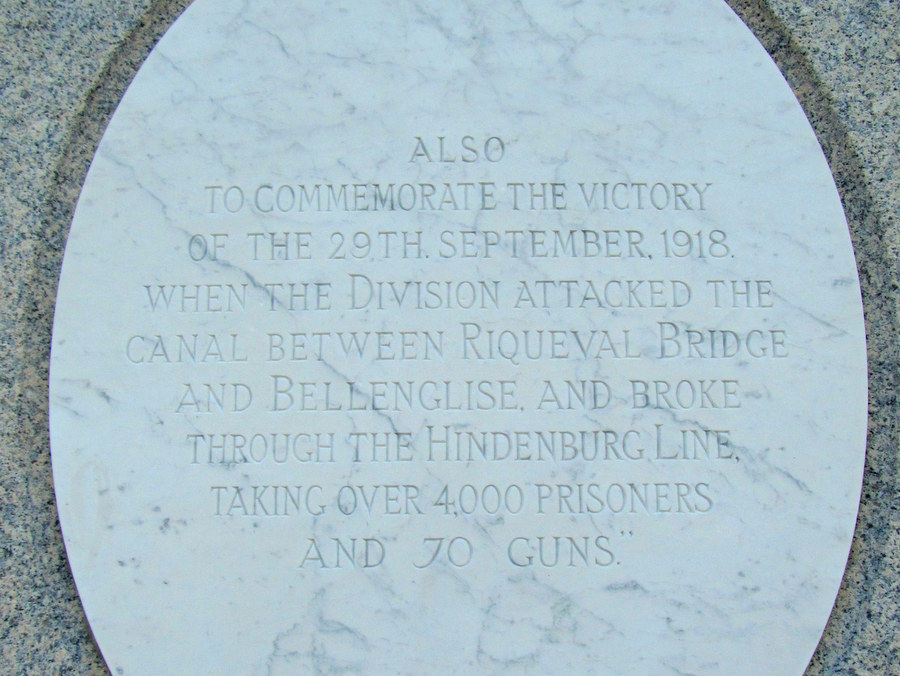 ALSO
TO COMMEMORATE THE VICTORY
OF THE 29TH. SEPTEMBER, 1918.
WHEN THE DIVISION ATTACKED THE
CANAL BETWEEN RIQUEVAL BRIDGE
AND BELLENGLISE, AND BROKE
THROUGH THE HINDENBURG LINE,
TAKING OVER 4,000 PRISONERS
AND 70 GUNS."